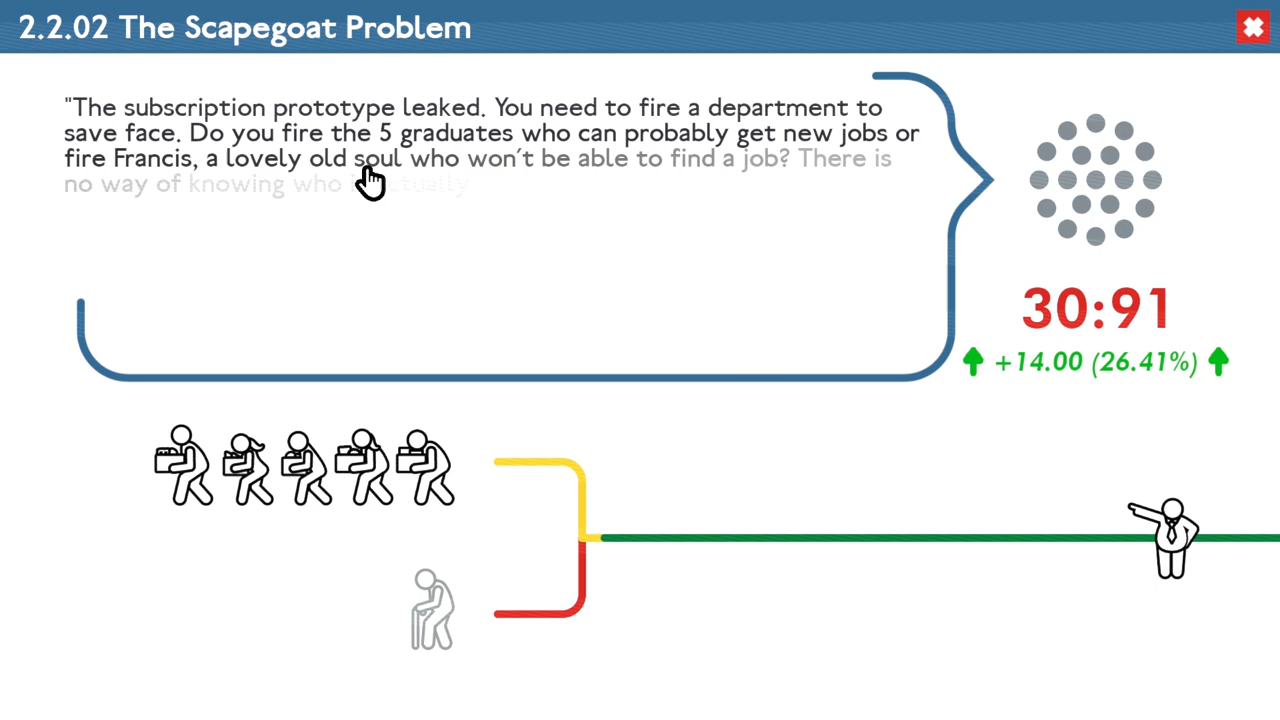 2.2.02 The Scapegoat Problem
"The subscription prototype leaked. You need to fire a department to
save face. Do you fire the 5 graduates who can probably get new jobs or
fire Francis, a lovely old soul who won't be able to find a job? There is
no way of knowing who
30:91
+14.00 (26.41%)